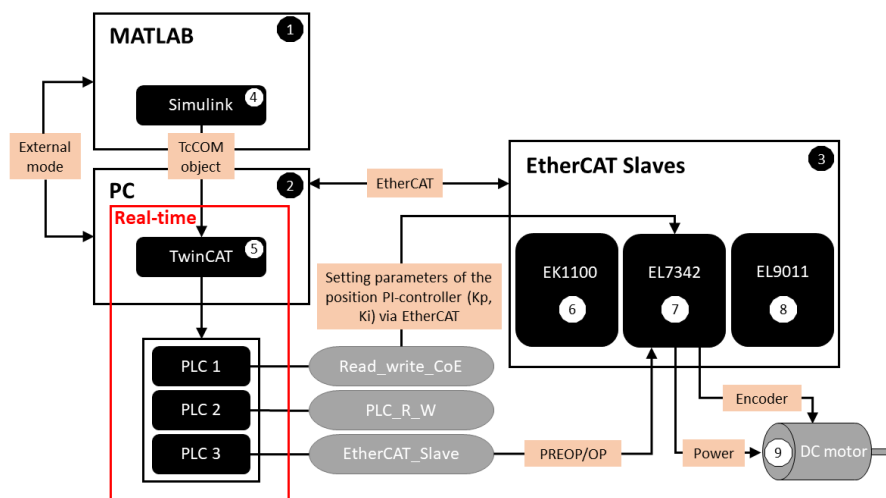 MATLAB
1
Simulink
4
External
mode
TcCOM
object
PC
2
EtherCAT
EtherCAT Slaves
3
Real-time
TwinCAT
5
Setting parameters of the
position PI-controller (Kp,
Ki) via EtherCAT
EK1100
6
EL7342
7
EL9011
8
PLC 1
Read_write_CoE
PLC 2
PLC_R_W
PLC 3
EtherCAT_Slave
PREOP/OP
Encoder
Power
9
DC motor